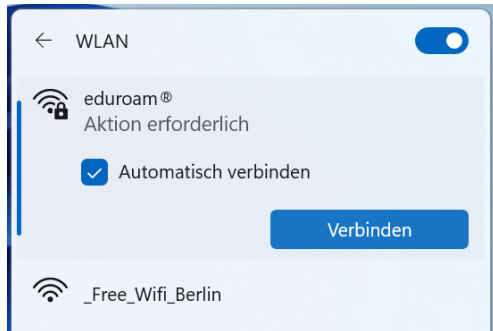 WLAN
eduroam®
Aktion erforderlich
Automatisch verbinden
Verbinden
_Free_Wifi_Berlin